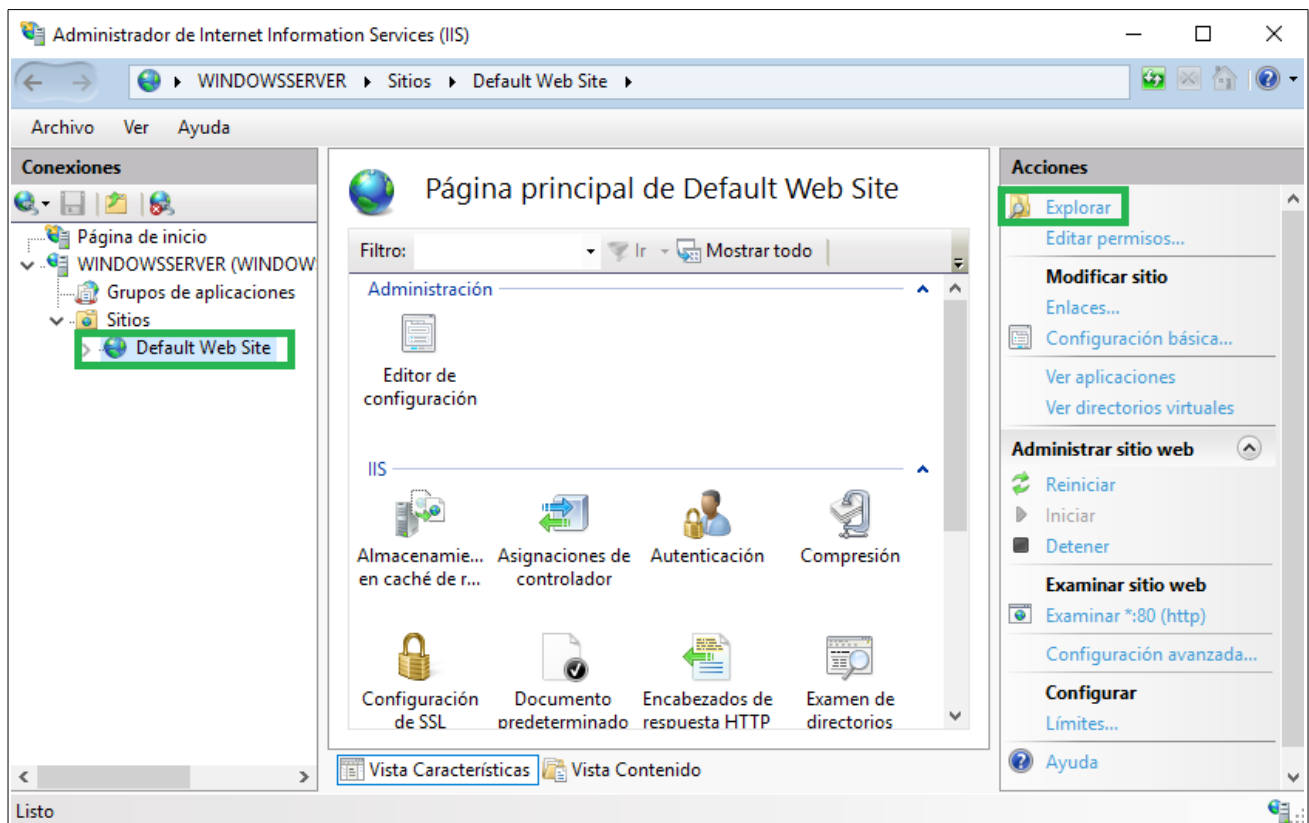 Administrador de Internet Information Services (IIS)
WINDOWSSERVER Sitios Default Web Site
Archivo Ver Ayuda
Conexiones
Página de inicio
WINDOWSSERVER (WINDOW
Grupos de aplicaciones
Sitios
Default Web Site
Página principal de Default Web Site
Filtro: Ir Mostrar todo
Administración
Editor de
configuración
IIS
Almacenamie... Asignaciones de Autenticación Compresión
en caché de r... controlador
Configuración Documento Encabezados de Examen de
de SSL predeterminado respuesta HTTP directorios
Vista Características Vista Contenido
Acciones
Explorar
Editar permisos...
Modificar sitio
Enlaces...
Configuración básica...
Ver aplicaciones
Ver directorios virtuales
Administrar sitio web
Reiniciar
Iniciar
Detener
Examinar sitio web
Examinar *:80 (http)
Configuración avanzada...
Configurar
Límites...
Ayuda
Listo